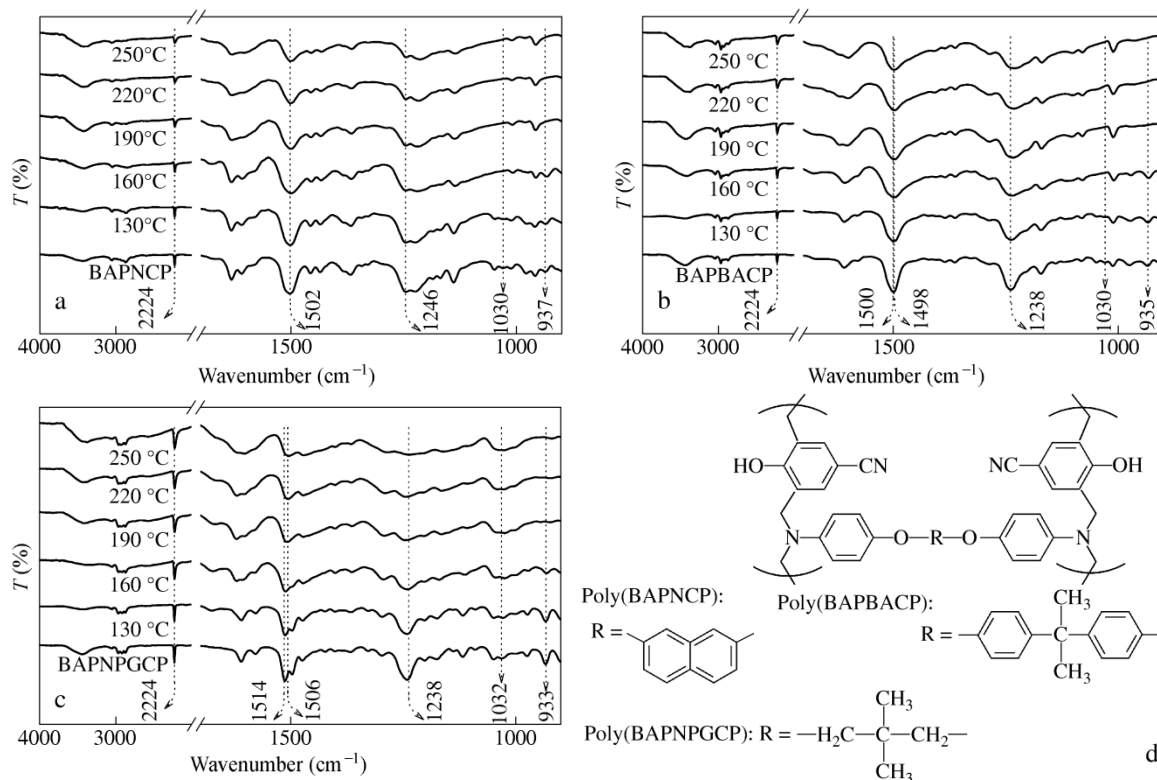 250°C
220°C
190°C
160°C
130°C
BAPNCP
T (%)
a
2224
1502
1246
1030
937
4000 3000 1500 1000
Wavenumber (cm⁻¹)
250 °C
220 °C
190 °C
160 °C
130 °C
BAPBACP
T (%)
b
2224
1500
1498
1238
1030
935
4000 3000 1500 1000
Wavenumber (cm⁻¹)
250 °C
220 °C
190 °C
160 °C
130 °C
BAPNPGCP
T (%)
c
2224
1514
1506
1238
1032
933
4000 3000 1500 1000
Wavenumber (cm⁻¹)
HO CN NC OH
N O—R—O N
Poly(BAPNCP):
R =
Poly(BAPBACP):
CH₃
R = C
CH₃
CH₃
Poly(BAPNPGCP): R = —H₂C—C—CH₂—
CH₃
d